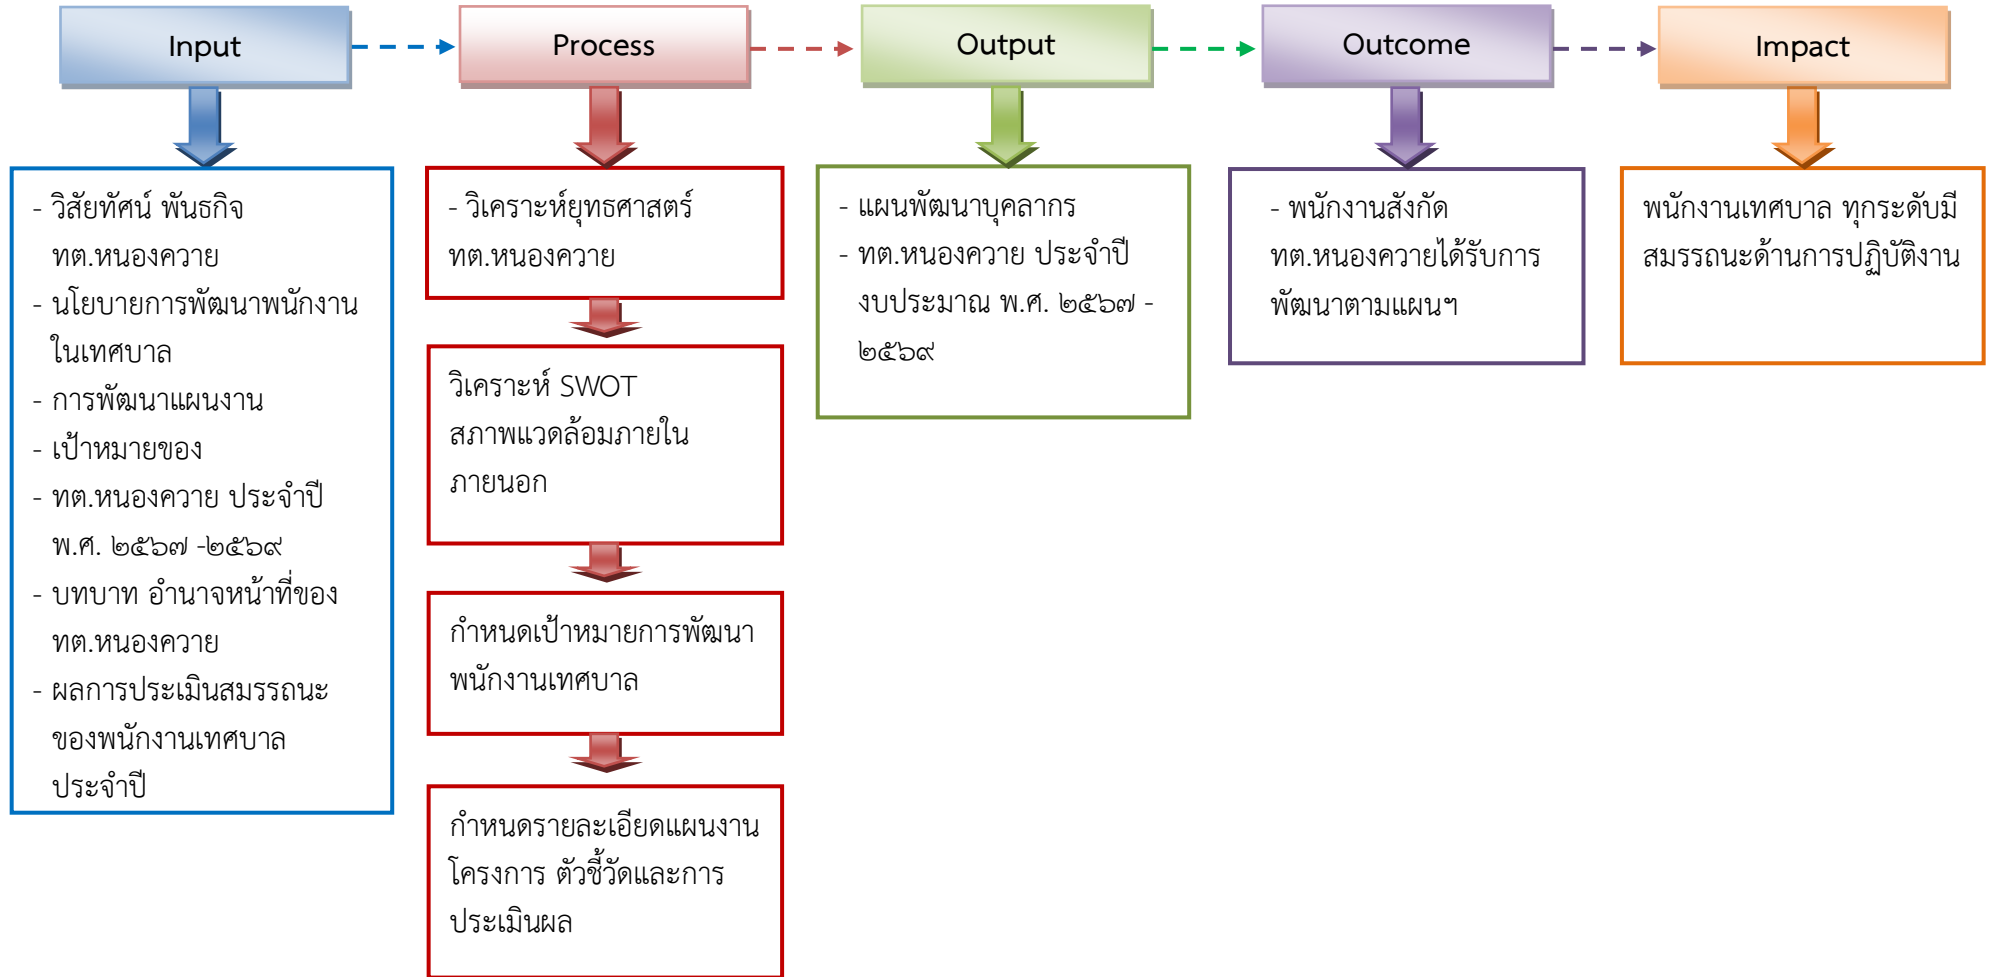 Input
Process
Output
Outcome
Impact
- วิสัยทัศน์ พันธกิจ
ทต.หนองควาย
- นโยบายการพัฒนาพนักงาน
ในเทศบาล
- การพัฒนาแผนงาน
- เป้าหมายของ
- ทต.หนองควาย ประจำปี
พ.ศ. ๒๕๖๗ -๒๕๖๙
- บทบาท อำนาจหน้าที่ของ
ทต.หนองควาย
- ผลการประเมินสมรรถนะ
ของพนักงานเทศบาล
ประจำปี
- วิเคราะห์ยุทธศาสตร์
ทต.หนองควาย
วิเคราะห์ SWOT
สภาพแวดล้อมภายใน
ภายนอก
กำหนดเป้าหมายการพัฒนา
พนักงานเทศบาล
กำหนดรายละเอียดแผนงาน
โครงการ ตัวชี้วัดและการ
ประเมินผล
- แผนพัฒนาบุคลากร
- ทต.หนองควาย ประจำปี
งบประมาณ พ.ศ. ๒๕๖๗ -
๒๕๖๙
- พนักงานสังกัด
ทต.หนองควายได้รับการ
พัฒนาตามแผนฯ
พนักงานเทศบาล ทุกระดับมี
สมรรถนะด้านการปฏิบัติงาน